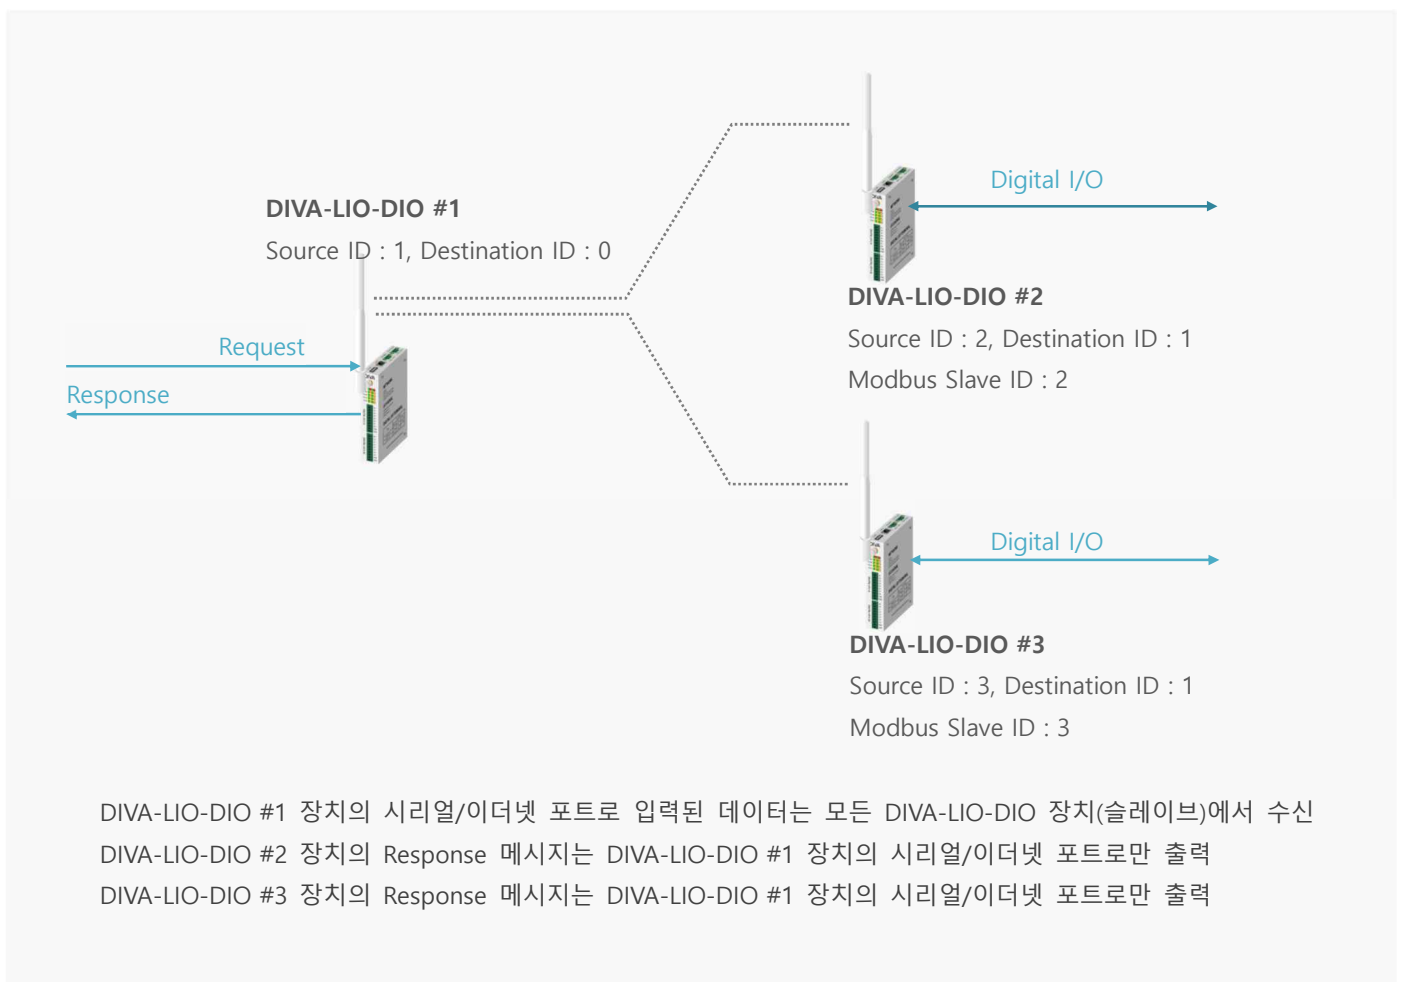 DIVA-LIO-DIO #1
Source ID : 1, Destination ID : 0
Request
Response
Digital I/O
DIVA-LIO-DIO #2
Source ID : 2, Destination ID : 1
Modbus Slave ID : 2
Digital I/O
DIVA-LIO-DIO #3
Source ID : 3, Destination ID : 1
Modbus Slave ID : 3
DIVA-LIO-DIO #1 장치의 시리얼/이더넷 포트로 입력된 데이터는 모든 DIVA-LIO-DIO 장치(슬레이브)에서 수신
DIVA-LIO-DIO #2 장치의 Response 메시지는 DIVA-LIO-DIO #1 장치의 시리얼/이더넷 포트로만 출력
DIVA-LIO-DIO #3 장치의 Response 메시지는 DIVA-LIO-DIO #1 장치의 시리얼/이더넷 포트로만 출력